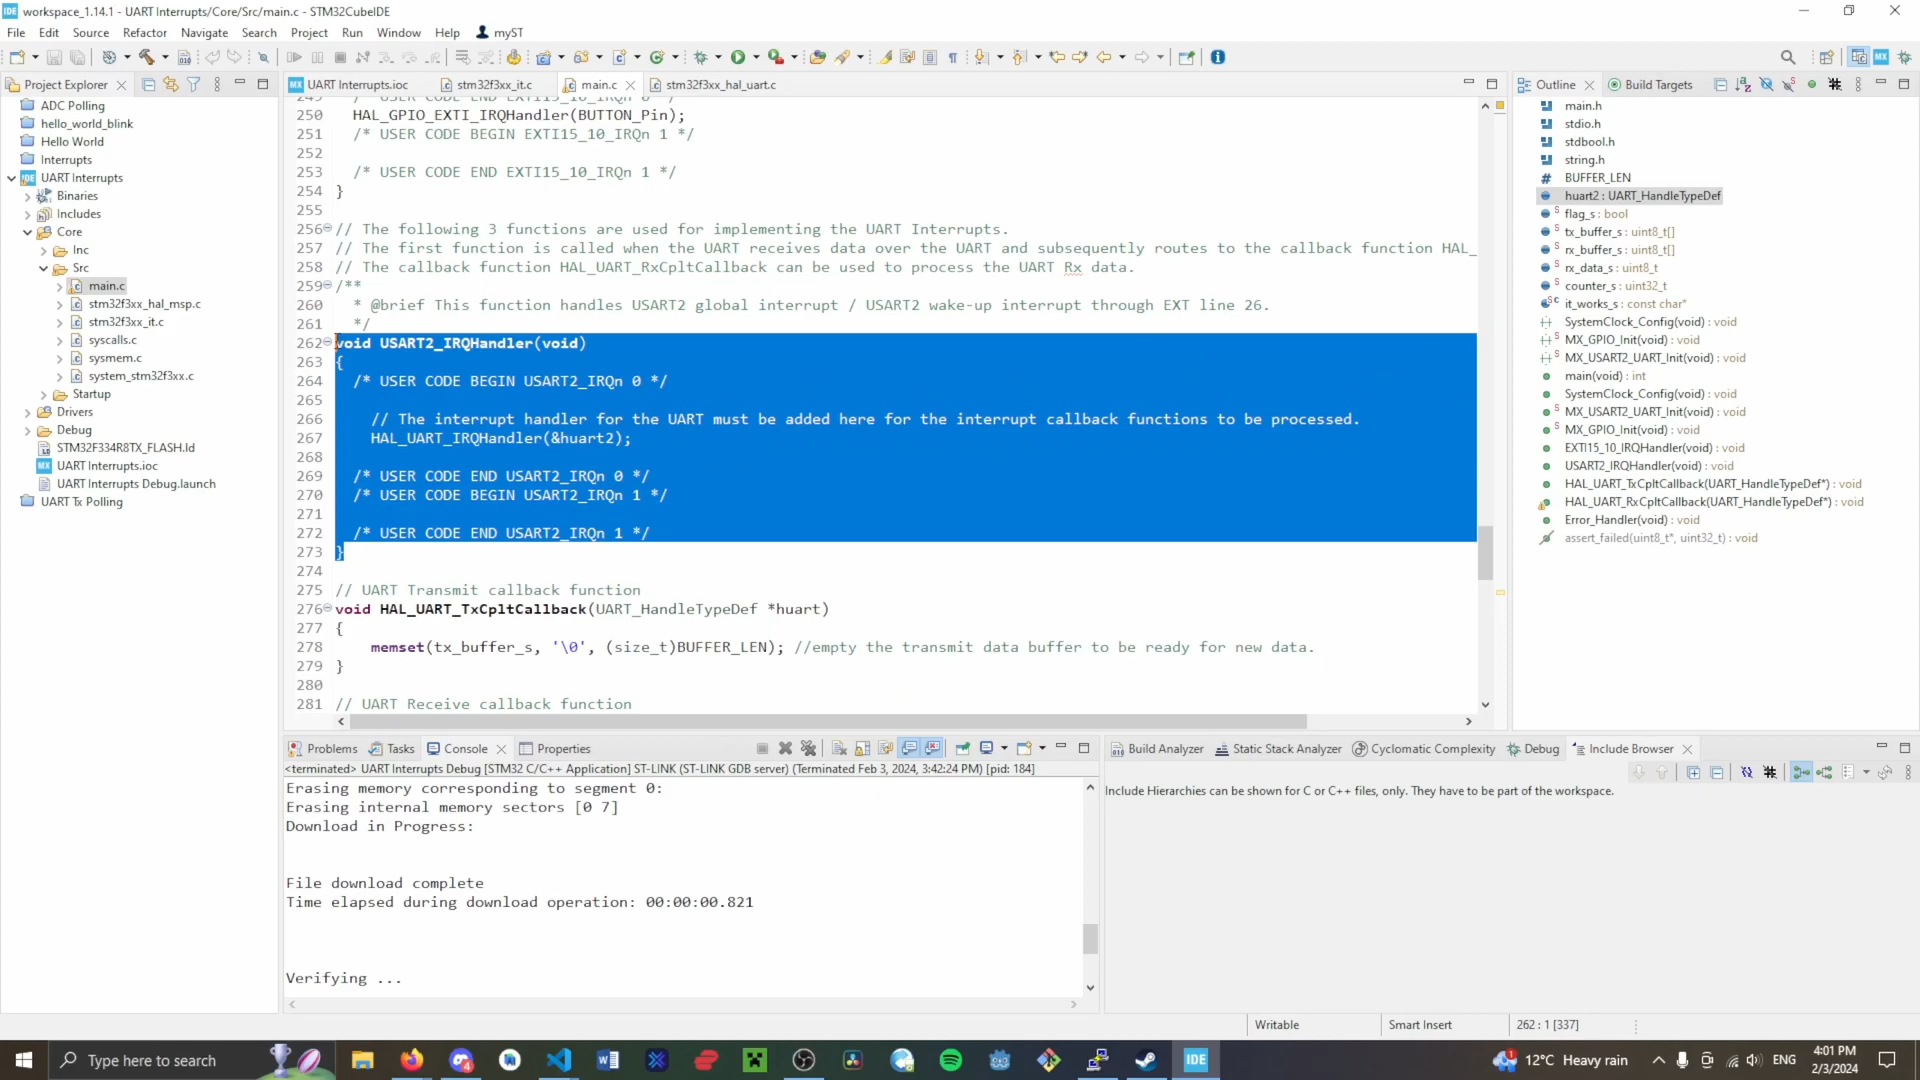 workspace_1.14.1 - UART Interrupts/Core/Src/main.c - STM32CubeIDE
File Edit Source Refactor Navigate Search Project Run Window Help myST
Project Explorer
ADC Polling
hello_world_blink
Hello World
Interrupts
UART Interrupts
Binaries
Includes
Core
Inc
Src
main.c
stm32f3xx_hal_msp.c
stm32f3xx_it.c
syscalls.c
sysmem.c
system_stm32f3xx.c
Startup
Drivers
Debug
STM32F334R8TX_FLASH.ld
UART Interrupts.ioc
UART Interrupts Debug.launch
UART Tx Polling
UART Interrupts.ioc stm32f3xx_it.c main.c stm32f3xx_hal_uart.c
249 /* USER CODE END EXTI15_10_IRQn 0 */
250 HAL_GPIO_EXTI_IRQHandler(BUTTON_Pin);
251 /* USER CODE BEGIN EXTI15_10_IRQn 1 */
252
253 /* USER CODE END EXTI15_10_IRQn 1 */
254 }
255
256 // The following 3 functions are used for implementing the UART Interrupts.
257 // The first function is called when the UART receives data over the UART and subsequently routes to the callback function HAL_
258 // The callback function HAL_UART_RxCpltCallback can be used to process the UART Rx data.
259 /**
260 * @brief This function handles USART2 global interrupt / USART2 wake-up interrupt through EXT line 26.
261 */
262 void USART2_IRQHandler(void)
263 {
264 /* USER CODE BEGIN USART2_IRQn 0 */
265
266 // The interrupt handler for the UART must be added here for the interrupt callback functions to be processed.
267 HAL_UART_IRQHandler(&huart2);
268
269 /* USER CODE END USART2_IRQn 0 */
270 /* USER CODE BEGIN USART2_IRQn 1 */
271
272 /* USER CODE END USART2_IRQn 1 */
273 }
274
275 // UART Transmit callback function
276 void HAL_UART_TxCpltCallback(UART_HandleTypeDef *huart)
277 {
278 memset(tx_buffer_s, '\0', (size_t)BUFFER_LEN); //empty the transmit data buffer to be ready for new data.
279 }
280
281 // UART Receive callback function
Outline Build Targets
main.h
stdio.h
stdbool.h
string.h
BUFFER_LEN
huart2 : UART_HandleTypeDef
flag_s : bool
tx_buffer_s : uint8_t[]
rx_buffer_s : uint8_t[]
rx_data_s : uint8_t
counter_s : uint32_t
it_works_s : const char*
SystemClock_Config(void) : void
MX_GPIO_Init(void) : void
MX_USART2_UART_Init(void) : void
main(void) : int
SystemClock_Config(void) : void
MX_USART2_UART_Init(void) : void
MX_GPIO_Init(void) : void
EXTI15_10_IRQHandler(void) : void
USART2_IRQHandler(void) : void
HAL_UART_TxCpltCallback(UART_HandleTypeDef*) : void
HAL_UART_RxCpltCallback(UART_HandleTypeDef*) : void
Error_Handler(void) : void
assert_failed(uint8_t*, uint32_t) : void
Problems Tasks Console Properties
<terminated> UART Interrupts Debug [STM32 C/C++ Application] ST-LINK (ST-LINK GDB server) (Terminated Feb 3, 2024, 3:42:24 PM) [pid: 184]
Erasing memory corresponding to segment 0:
Erasing internal memory sectors [0 7]
Download in Progress:
File download complete
Time elapsed during download operation: 00:00:00.821
Verifying ...
Build Analyzer Static Stack Analyzer Cyclomatic Complexity Debug Include Browser
Include Hierarchies can be shown for C or C++ files, only. They have to be part of the workspace.
Writable Smart Insert 262 : 1 [337]
Type here to search
IDE
12°C Heavy rain
ENG
4:01 PM
2/3/2024